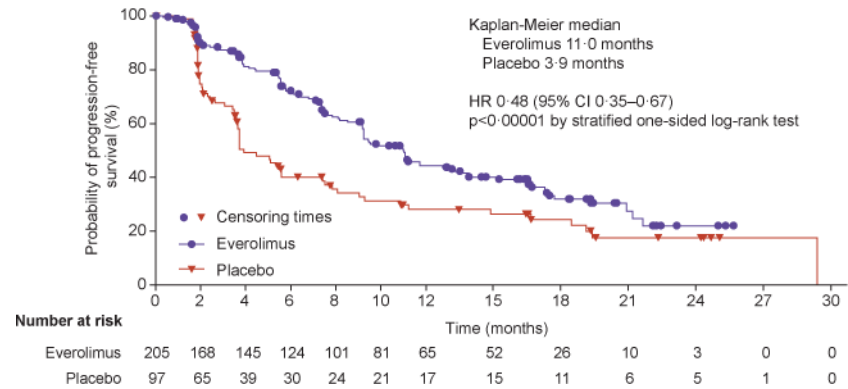 Kaplan-Meier median
Everolimus 11·0 months
Placebo 3·9 months
HR 0·48 (95% CI 0·35–0·67)
p<0·00001 by stratified one-sided log-rank test
Probability of progression-free
survival (%)
100
80
60
40
20
0
Censoring times
Everolimus
Placebo
0 2 4 6 8 10 12 15 18 21 24 27 30
Time (months)
Number at risk
Everolimus 205 168 145 124 101 81 65 52 26 10 3 0 0
Placebo 97 65 39 30 24 21 17 15 11 6 5 1 0